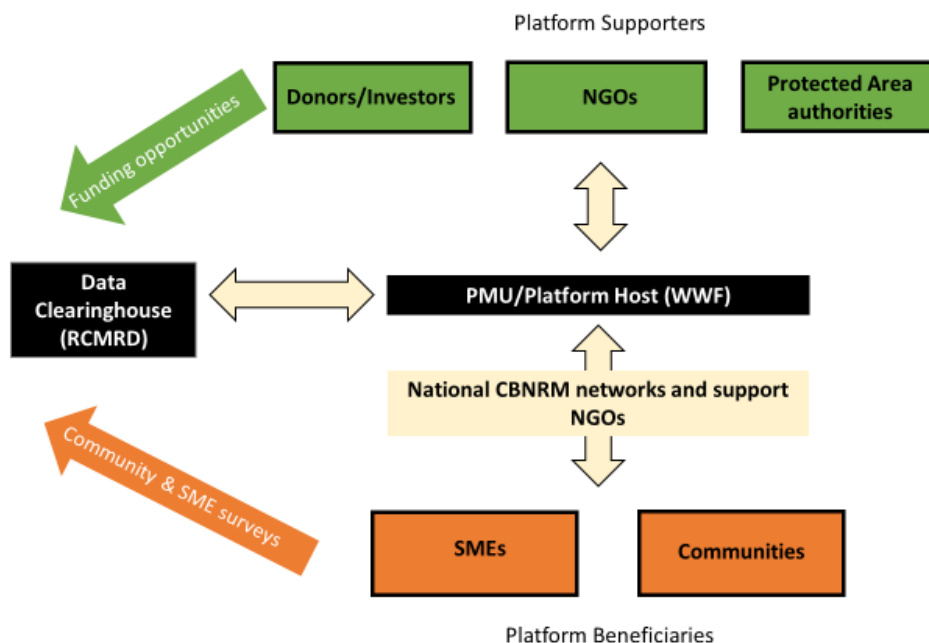 Platform Supporters
Donors/Investors
NGOs
Protected Area
authorities
Funding opportunities
Data
Clearinghouse
(RCMRD)
PMU/Platform Host (WWF)
National CBNRM networks and support
NGOs
Community & SME surveys
SMEs
Communities
Platform Beneficiaries